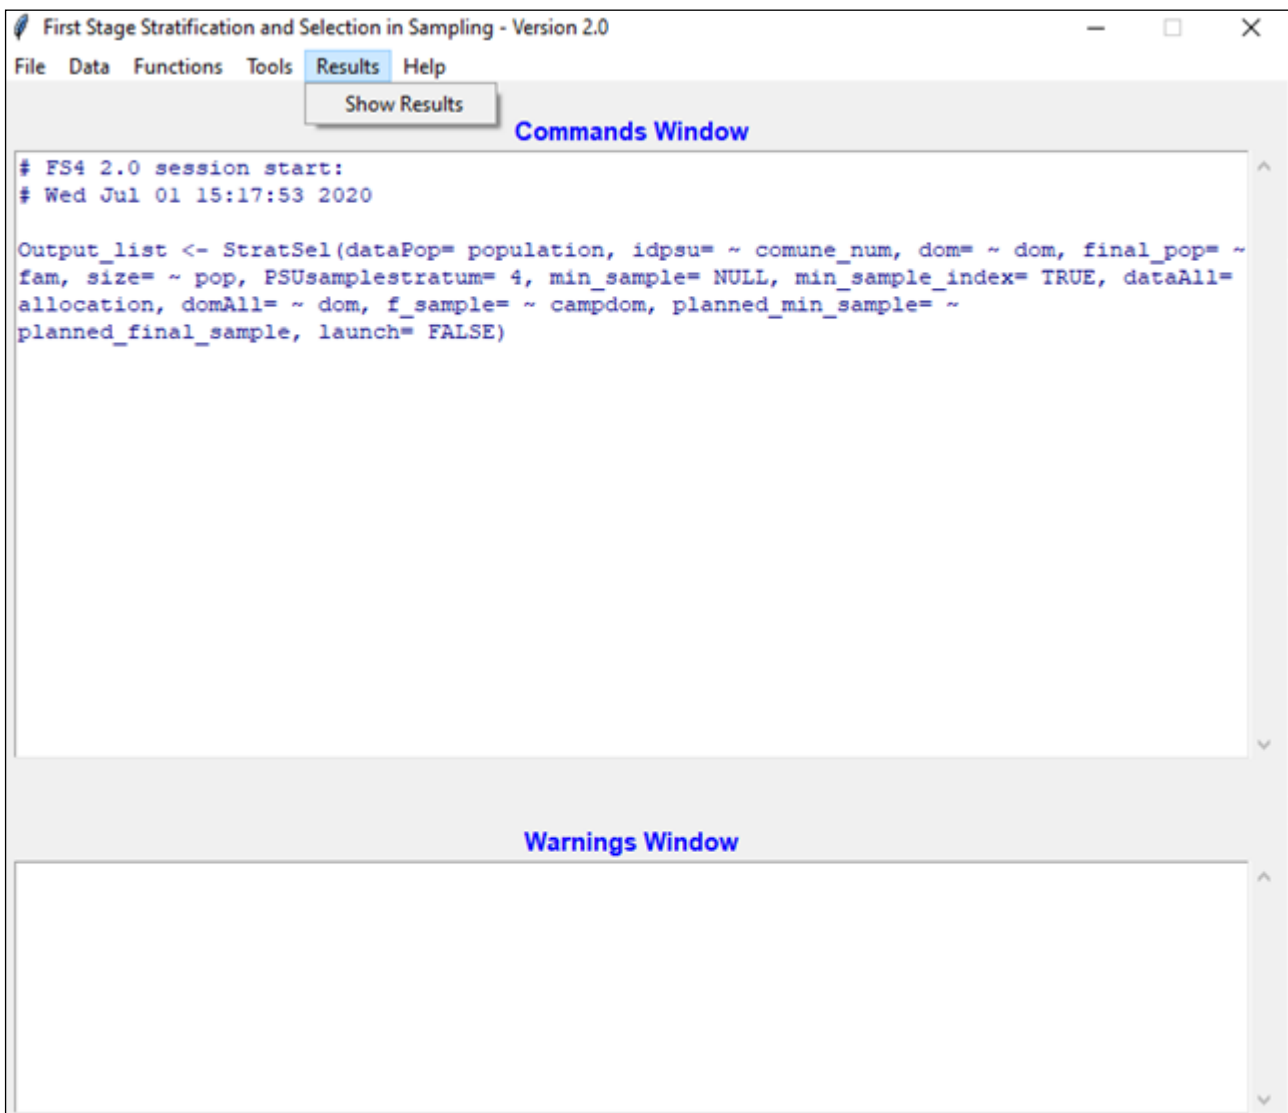 First Stage Stratification and Selection in Sampling - Version 2.0
File Data Functions Tools Results Help
Show Results
Commands Window
# FS4 2.0 session start:
# Wed Jul 01 15:17:53 2020
Output_list <- StratSel(dataPop= population, idpsu= ~ comune_num, dom= ~ dom, final_pop= ~
fam, size= ~ pop, PSUsamplestratum= 4, min_sample= NULL, min_sample_index= TRUE, dataAll=
allocation, domAll= ~ dom, f_sample= ~ campdom, planned_min_sample= ~
planned_final_sample, launch= FALSE)
Warnings Window